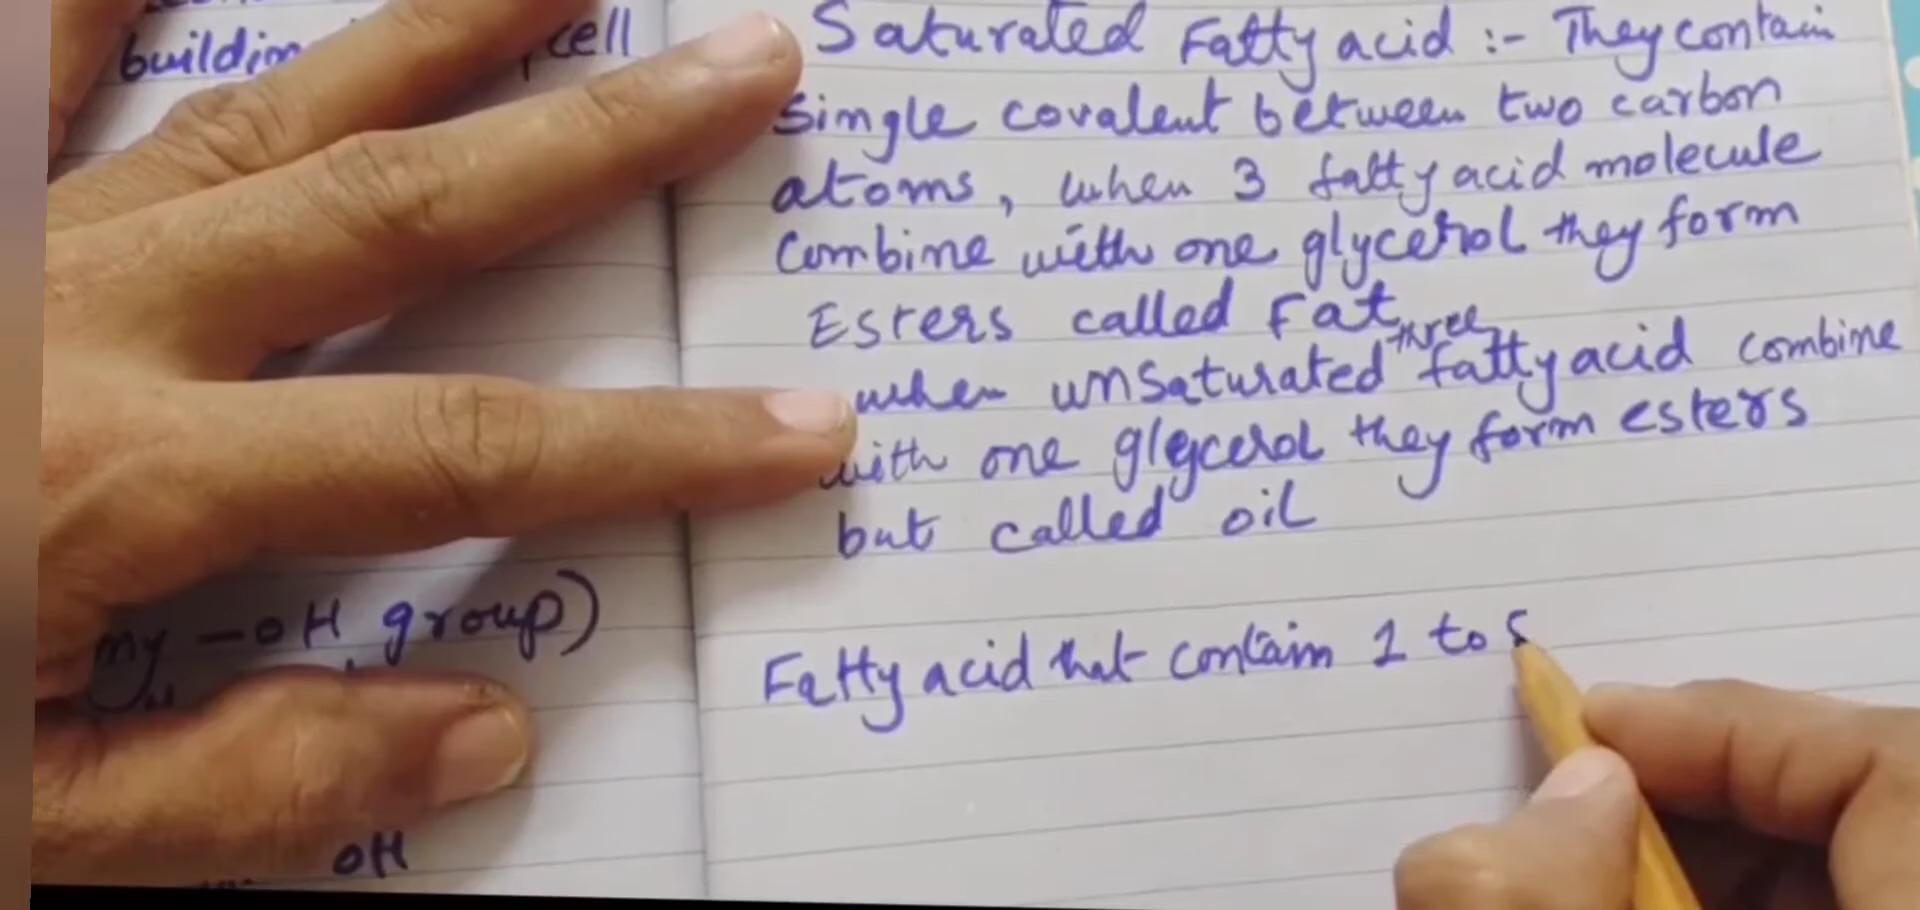 building cell
my -OH group)
OH
Saturated Fatty acid :- They contain
single covalent between two carbon
atoms, when 3 fatty acid molecule
combine with one glycerol they form
Esters called Fat
three
when unsaturated fatty acid combine
with one glycerol they form esters
but called oil
Fatty acid that contain 1 to